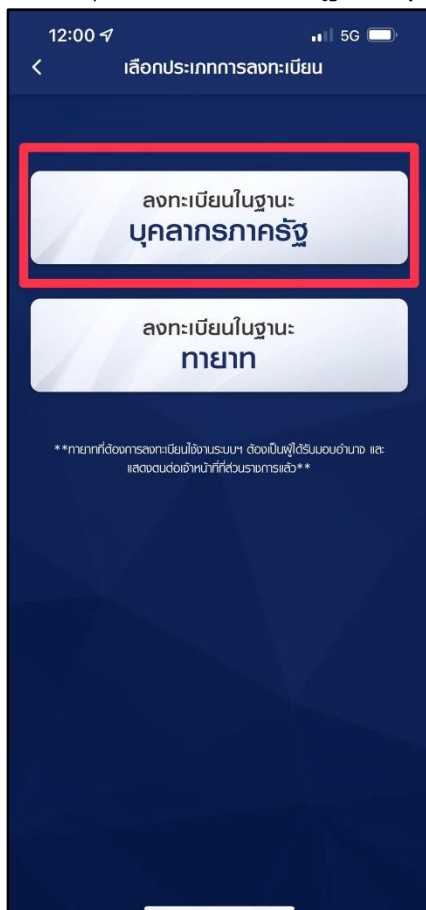 12:00
5G
เลือกประเภทการลงทะเบียน
ลงทะเบียนในฐานะ
บุคลากรภาครัฐ
ลงทะเบียนในฐานะ
ทายาท
**ทายาทที่ต้องการลงทะเบียนใช้งานระบบฯ ต้องเป็นผู้ได้รับมอบอำนาจ และ
แสดงตนต่อเจ้าหน้าที่ที่ส่วนราชการแล้ว**